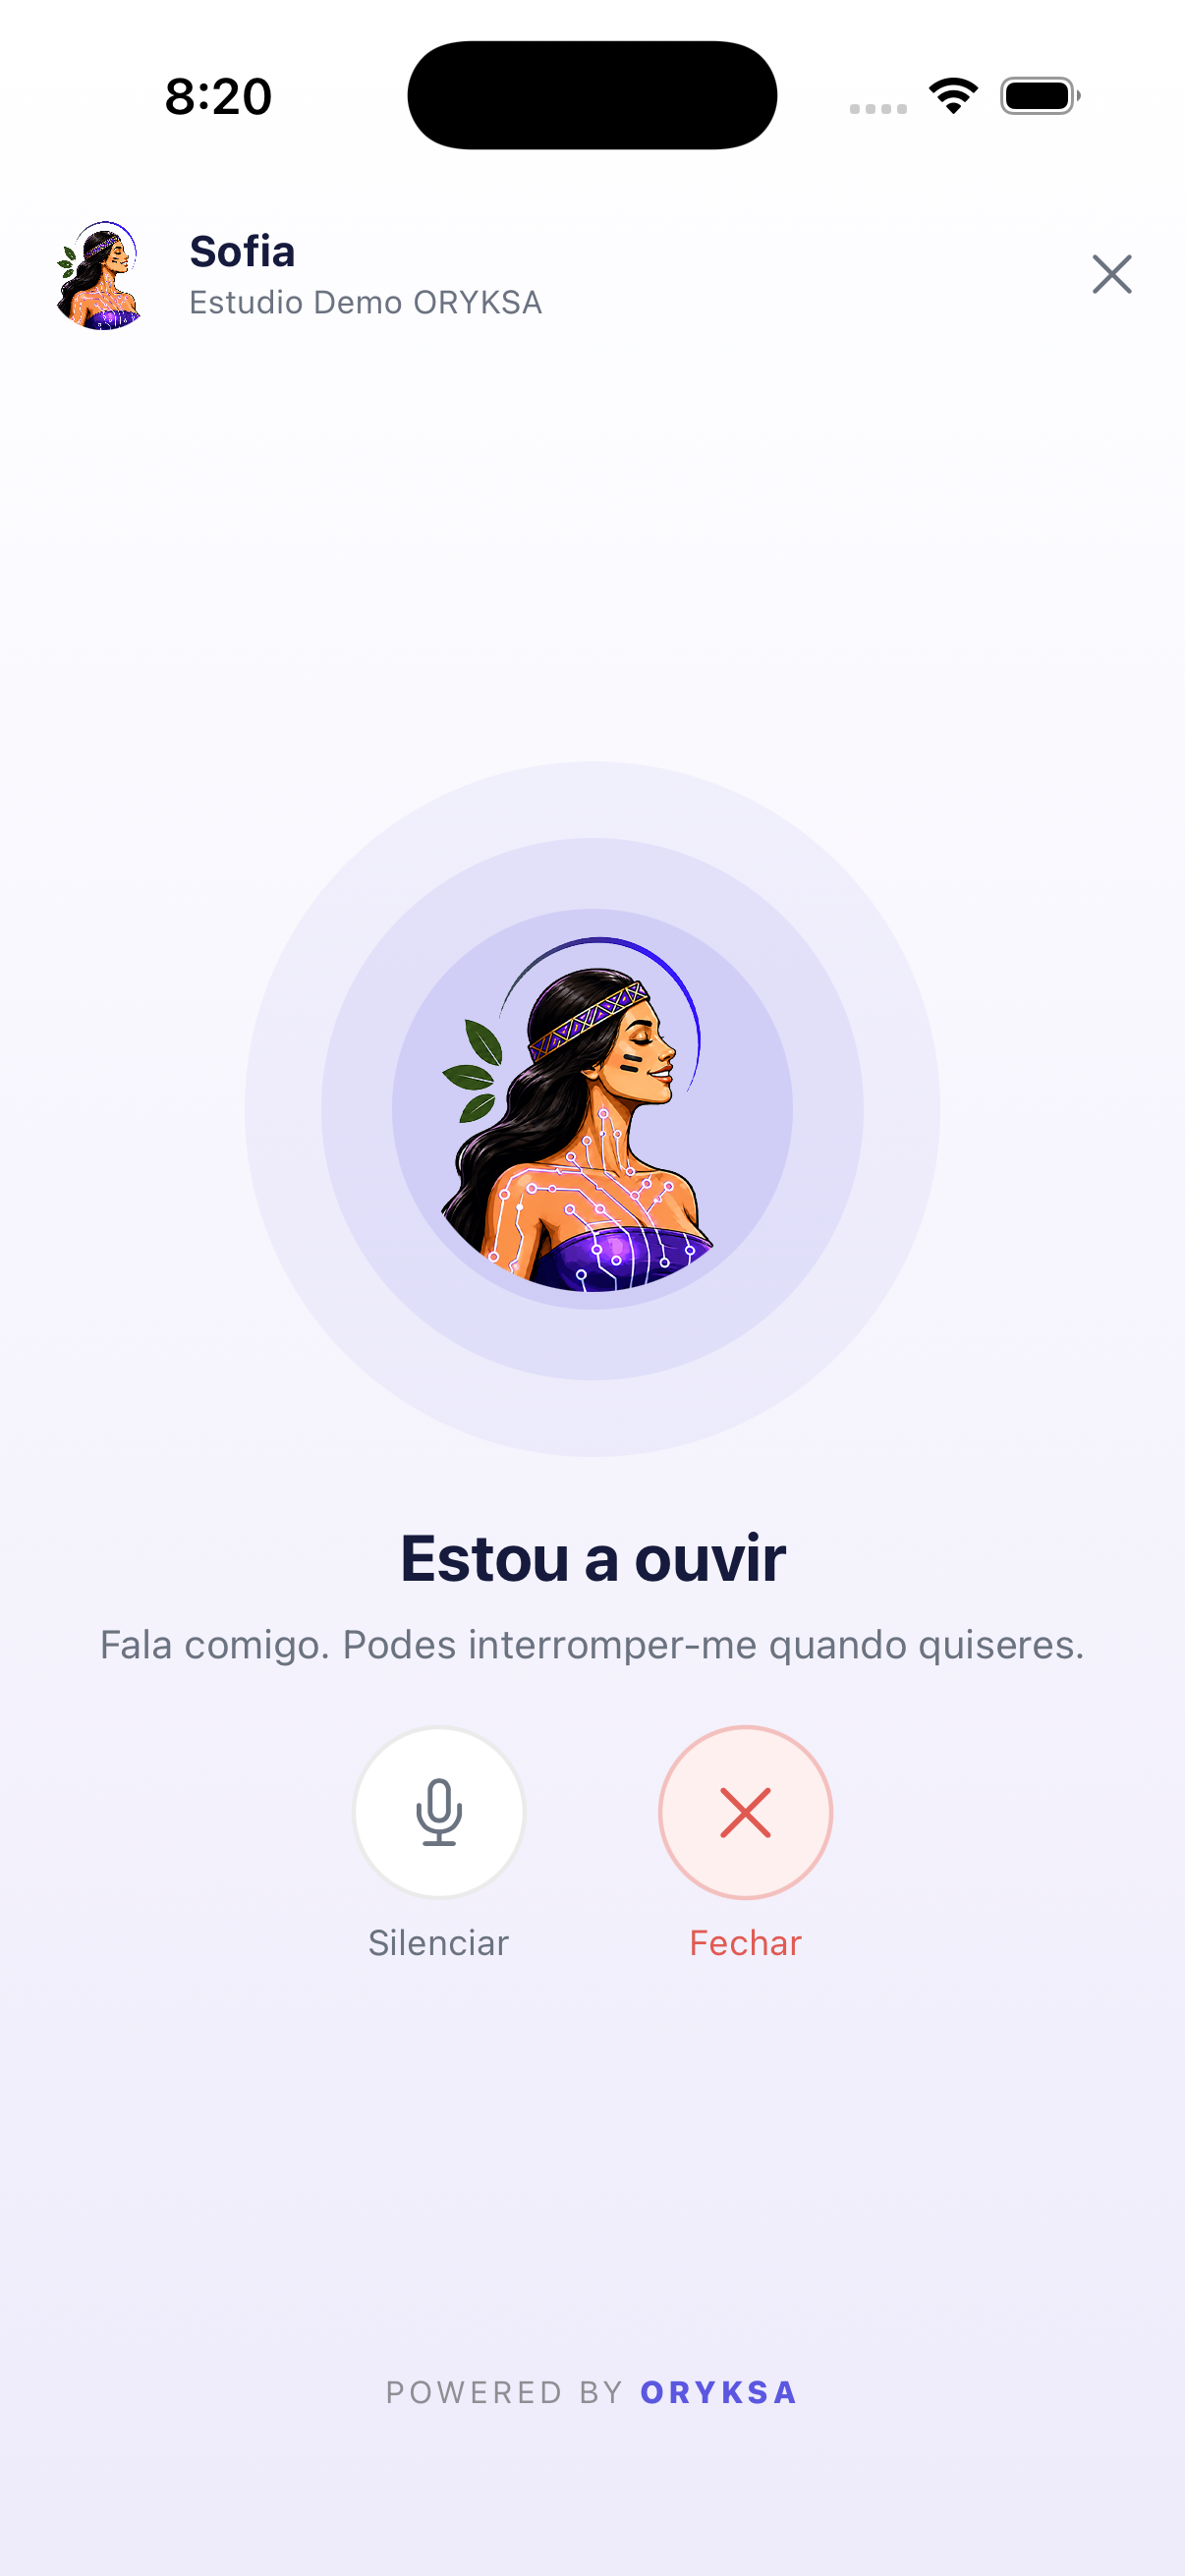 8:20
Sofia
Estudio Demo ORYKSA
Estou a ouvir
Fala comigo. Podes interromper-me quando quiseres.
Silenciar
Fechar
POWERED BY ORYKSA